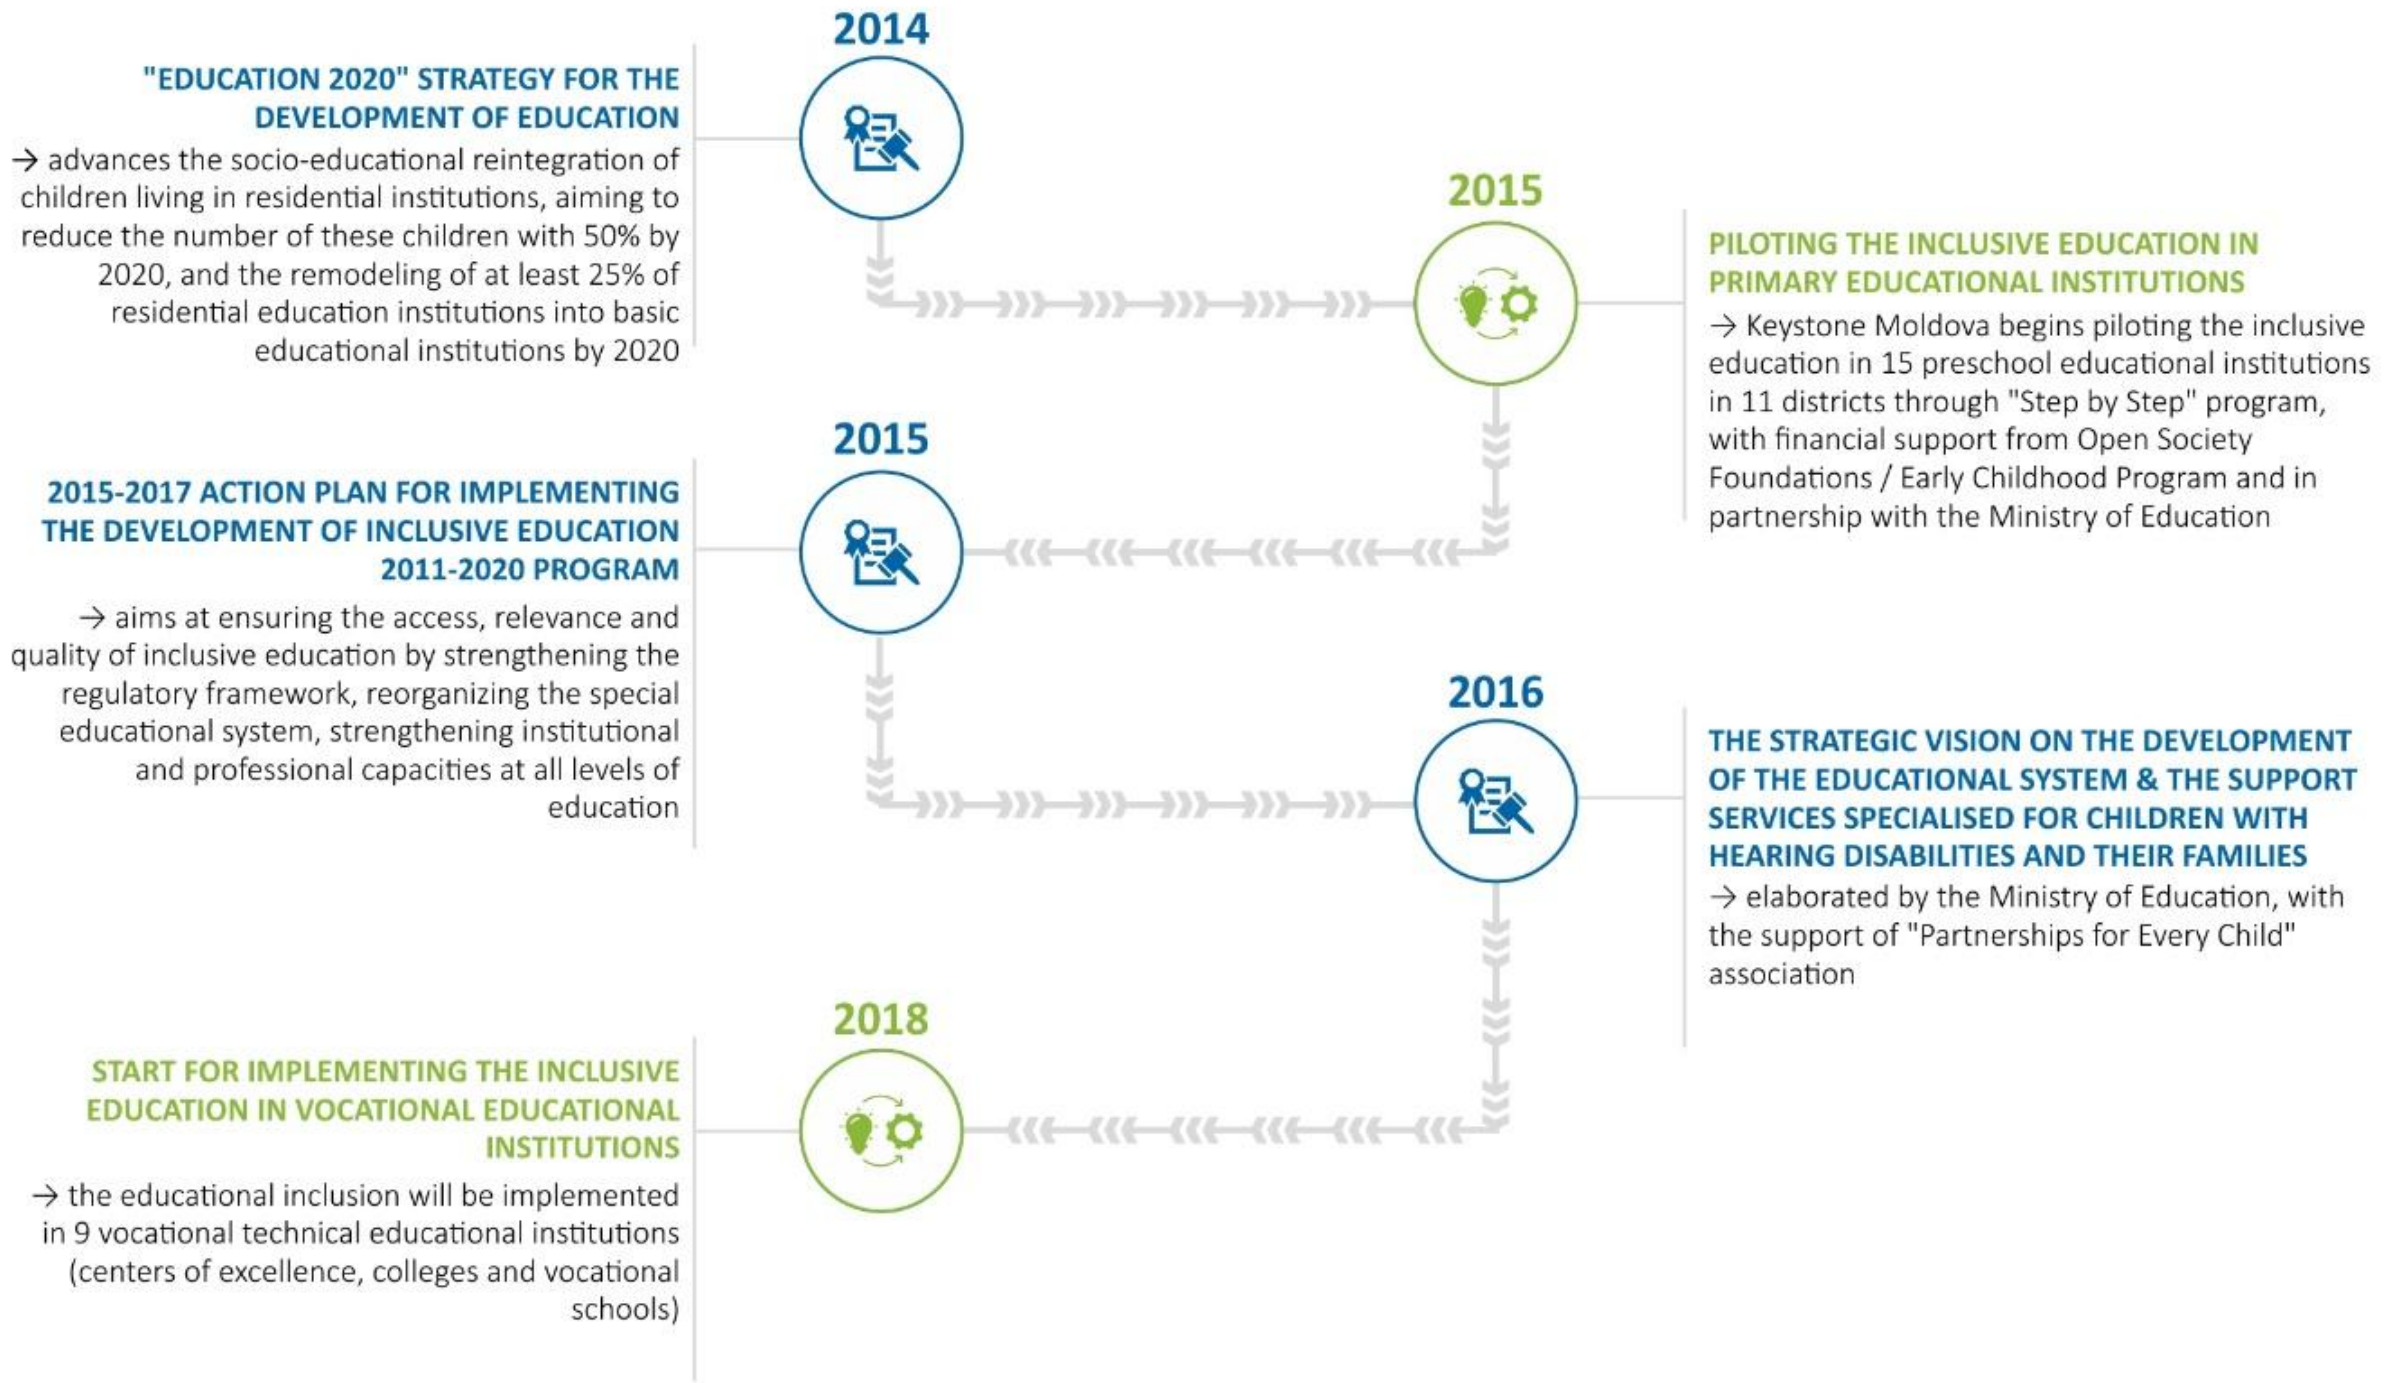 2014
"EDUCATION 2020" STRATEGY FOR THE
DEVELOPMENT OF EDUCATION
→ advances the socio-educational reintegration of
children living in residential institutions, aiming to
reduce the number of these children with 50% by
2020, and the remodeling of at least 25% of
residential education institutions into basic
educational institutions by 2020
2015
PILOTING THE INCLUSIVE EDUCATION IN
PRIMARY EDUCATIONAL INSTITUTIONS
→ Keystone Moldova begins piloting the inclusive
education in 15 preschool educational institutions
in 11 districts through "Step by Step" program,
with financial support from Open Society
Foundations / Early Childhood Program and in
partnership with the Ministry of Education
2015
2015-2017 ACTION PLAN FOR IMPLEMENTING
THE DEVELOPMENT OF INCLUSIVE EDUCATION
2011-2020 PROGRAM
→ aims at ensuring the access, relevance and
quality of inclusive education by strengthening the
regulatory framework, reorganizing the special
educational system, strengthening institutional
and professional capacities at all levels of
education
2016
THE STRATEGIC VISION ON THE DEVELOPMENT
OF THE EDUCATIONAL SYSTEM & THE SUPPORT
SERVICES SPECIALISED FOR CHILDREN WITH
HEARING DISABILITIES AND THEIR FAMILIES
→ elaborated by the Ministry of Education, with
the support of "Partnerships for Every Child"
association
2018
START FOR IMPLEMENTING THE INCLUSIVE
EDUCATION IN VOCATIONAL EDUCATIONAL
INSTITUTIONS
→ the educational inclusion will be implemented
in 9 vocational technical educational institutions
(centers of excellence, colleges and vocational
schools)